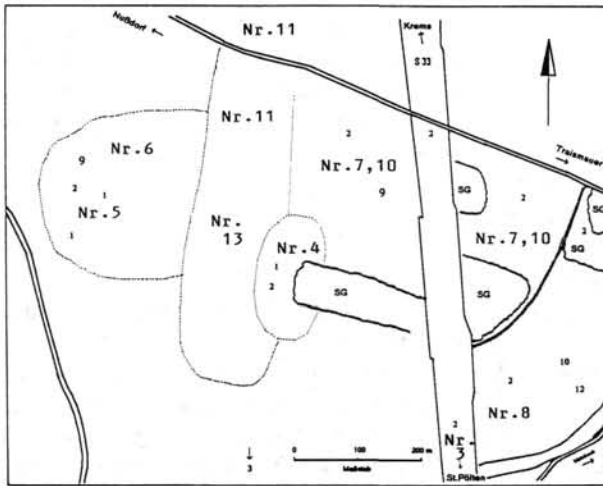 Nußdorf
Nr.11
Krems
S 33
Nr.11
Traismauer
Nr.6
9
2
1
Nr.5
1
2
Nr.7,10
9
2
SG
2
Nr.7,10
SG
2
SG
Nr.
13
Nr.4
1
2
SG
SG
10
2
12
Nr.8
2
Nr.
3
St.Pölten
3
0 100 200 m
Maßstab